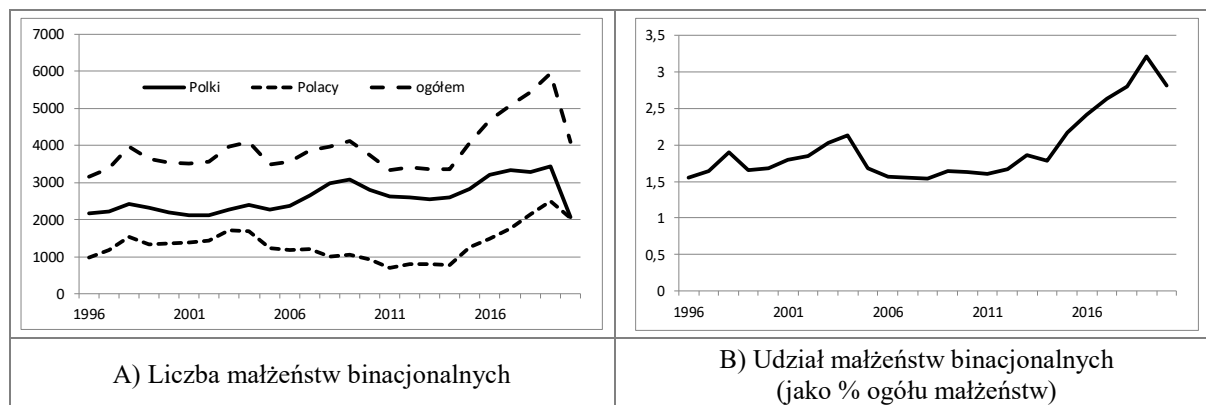 7000
6000
5000
4000
3000
2000
1000
0
Polki Polacy ogółem
1996 2001 2006 2011 2016
3,5
3
2,5
2
1,5
1
0,5
0
1996 2001 2006 2011 2016
A) Liczba małżeństw binacjonalnych
B) Udział małżeństw binacjonalnych
(jako % ogółu małżeństw)